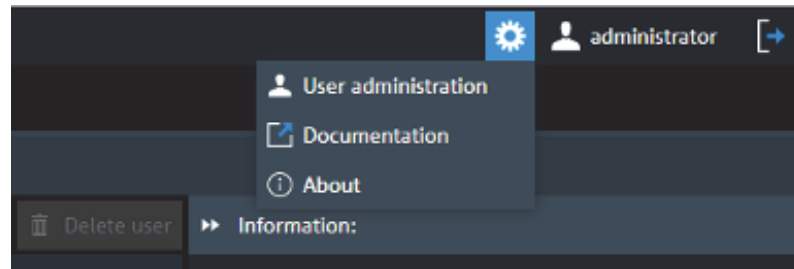 administrator
User administration
Documentation
About
Delete user
Information: